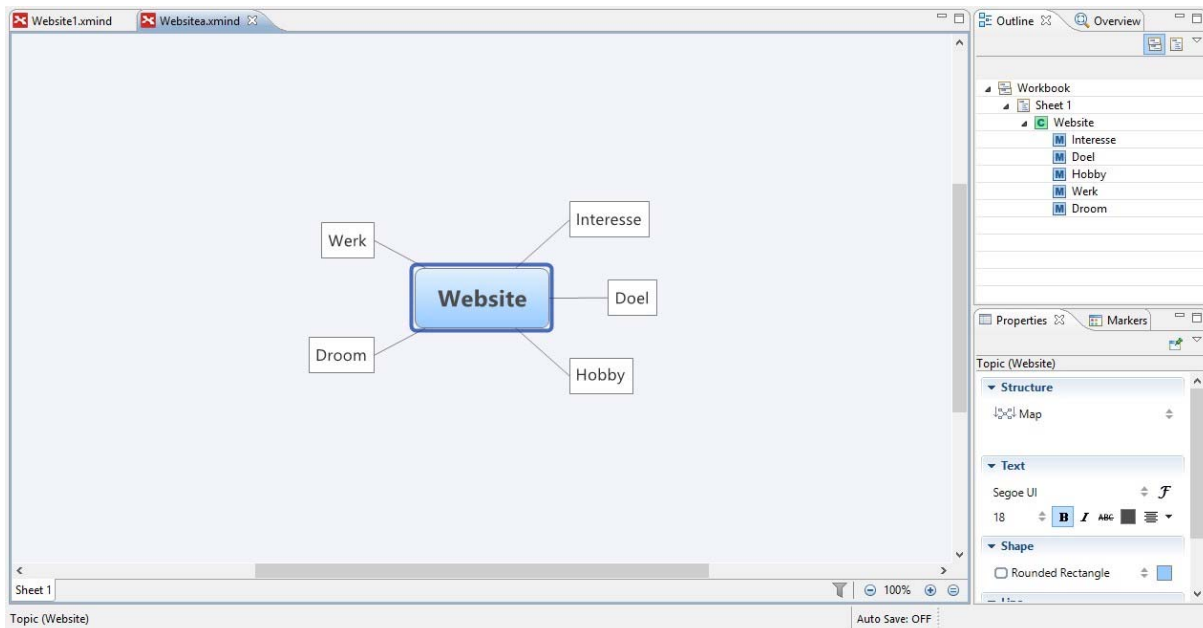 Website1.xmind
Websitea.xmind
Outline
Overview
Workbook
Sheet 1
C Website
M Interesse
M Doel
M Hobby
M Werk
M Droom
Interesse
Werk
Website
Doel
Droom
Hobby
Properties
Markers
Topic (Website)
Structure
Map
Text
Segoe UI
F
18
B I ABC
Shape
Rounded Rectangle
Sheet 1
100%
Topic (Website)
Auto Save: OFF